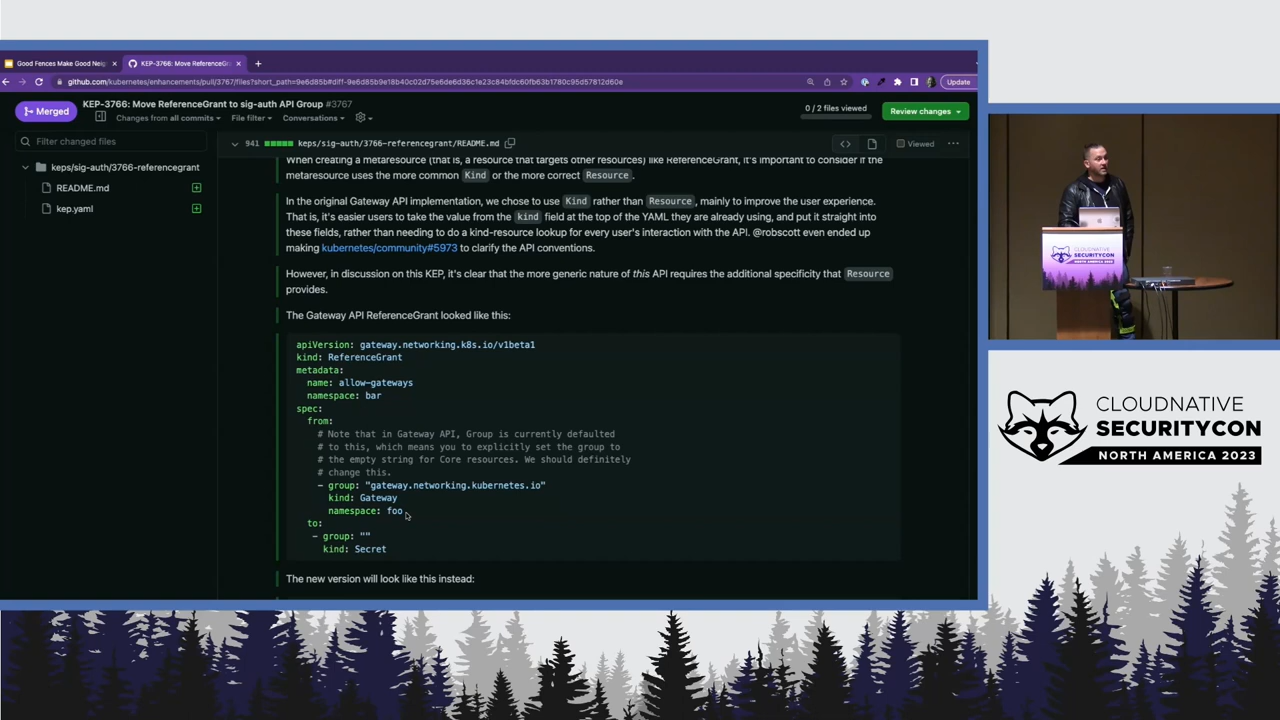 Good Fences Make Good Neig
KEP-3766: Move ReferenceGr
github.com/kubernetes/enhancements/pull/3767/files?short_path=9e6d85b#diff-9e6d85b9e18b40c02d75e6de6d36c1e23c84bfdc60fb63b1780c95d57812d60e
Update
Merged
KEP-3766: Move ReferenceGrant to sig-auth API Group #3767
Changes from all commits
File filter
Conversations
0 / 2 files viewed
Review changes
Filter changed files
941
keps/sig-auth/3766-referencegrant/README.md
Viewed
keps/sig-auth/3766-referencegrant
README.md
kep.yaml
When creating a metaresource (that is, a resource that targets other resources) like ReferenceGrant, it's important to consider if the
metaresource uses the more common Kind or the more correct Resource.
In the original Gateway API implementation, we chose to use Kind rather than Resource, mainly to improve the user experience.
That is, it's easier users to take the value from the kind field at the top of the YAML they are already using, and put it straight into
these fields, rather than needing to do a kind-resource lookup for every user's interaction with the API. @robscott even ended up
making kubernetes/community#5973 to clarify the API conventions.
However, in discussion on this KEP, it's clear that the more generic nature of this API requires the additional specificity that Resource
provides.
The Gateway API ReferenceGrant looked like this:
apiVersion: gateway.networking.k8s.io/v1beta1
kind: ReferenceGrant
metadata:
name: allow-gateways
namespace: bar
spec:
from:
# Note that in Gateway API, Group is currently defaulted
# to this, which means you to explicitly set the group to
# the empty string for Core resources. We should definitely
# change this.
- group: "gateway.networking.kubernetes.io"
kind: Gateway
namespace: foo
to:
- group: ""
kind: Secret
The new version will look like this instead:
CLOUDNATIVE
SECURITYCON
NORTH AMERICA 2023
CLOUDNATIVE
SECURITYCON
NORTH AMERICA 2023